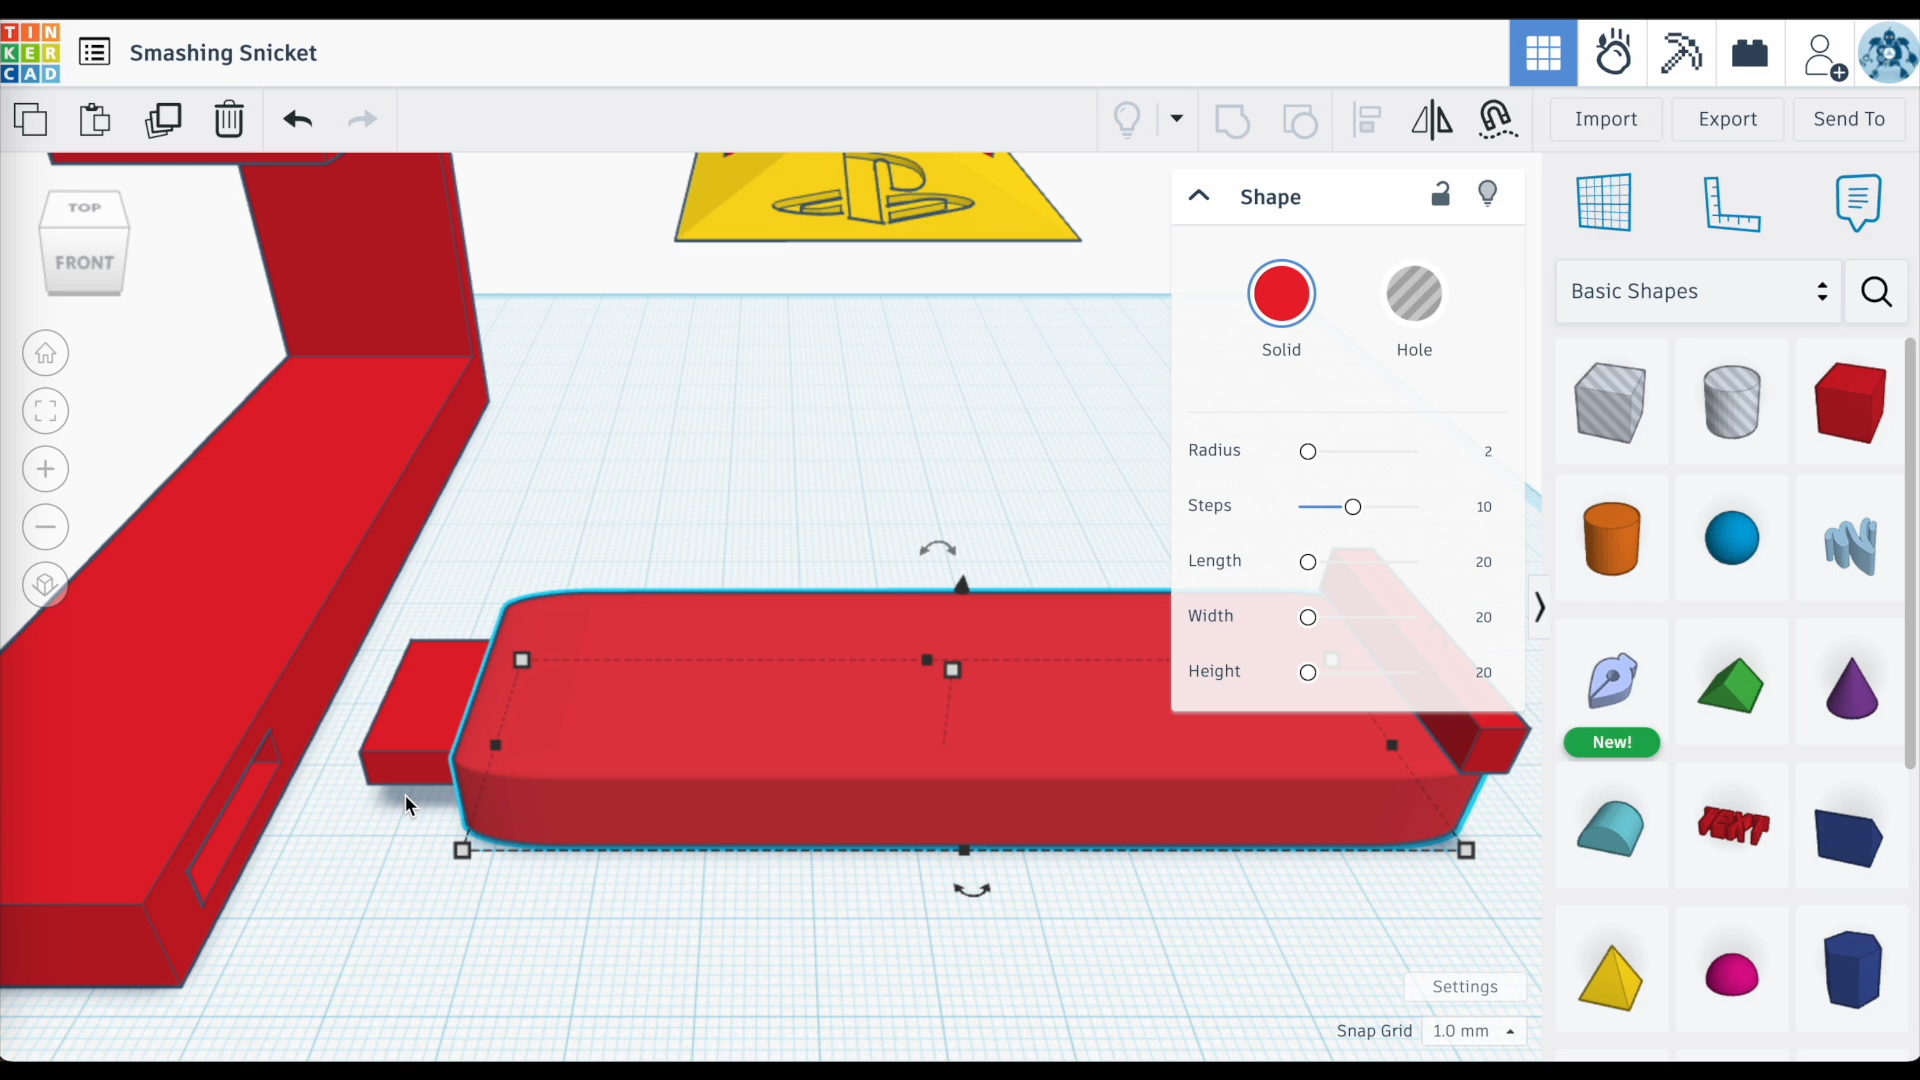 TIN
KER
CAD
Smashing Snicket
Import
Export
Send To
TOP
FRONT
Shape
Solid
Hole
Radius 2
Steps 10
Length 20
Width 20
Height 20
Basic Shapes
New!
TEXT
Settings
Snap Grid 1.0 mm